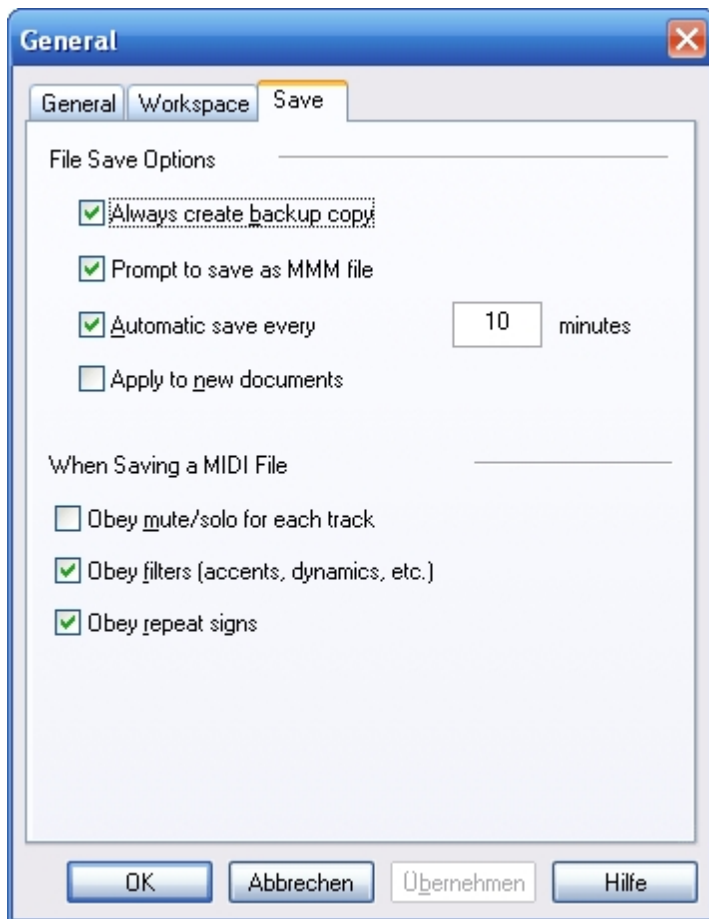 General
General Workspace Save
File Save Options
Always create backup copy
Prompt to save as MMM file
Automatic save every 10 minutes
Apply to new documents
When Saving a MIDI File
Obey mute/solo for each track
Obey filters (accents, dynamics, etc.)
Obey repeat signs
OK Abbrechen Übernehmen Hilfe